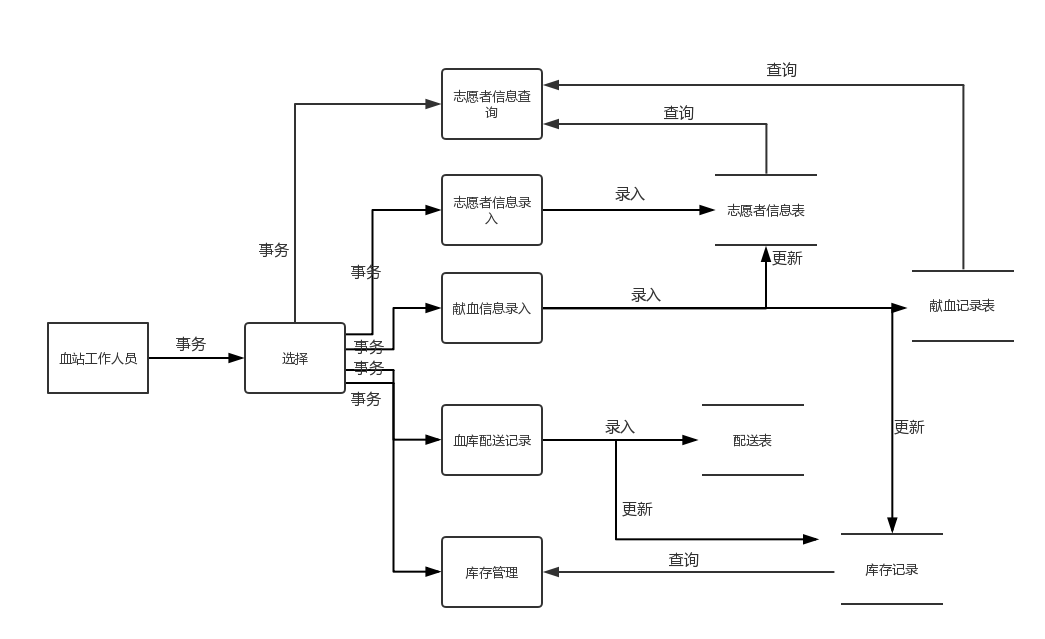 查询
志愿者信息查
询
查询
志愿者信息录
入
录入
志愿者信息表
事务
事务
更新
献血信息录入
录入
献血记录表
血站工作人员
事务
选择
事务
事务
事务
血库配送记录
录入
配送表
更新
更新
库存管理
查询
库存记录